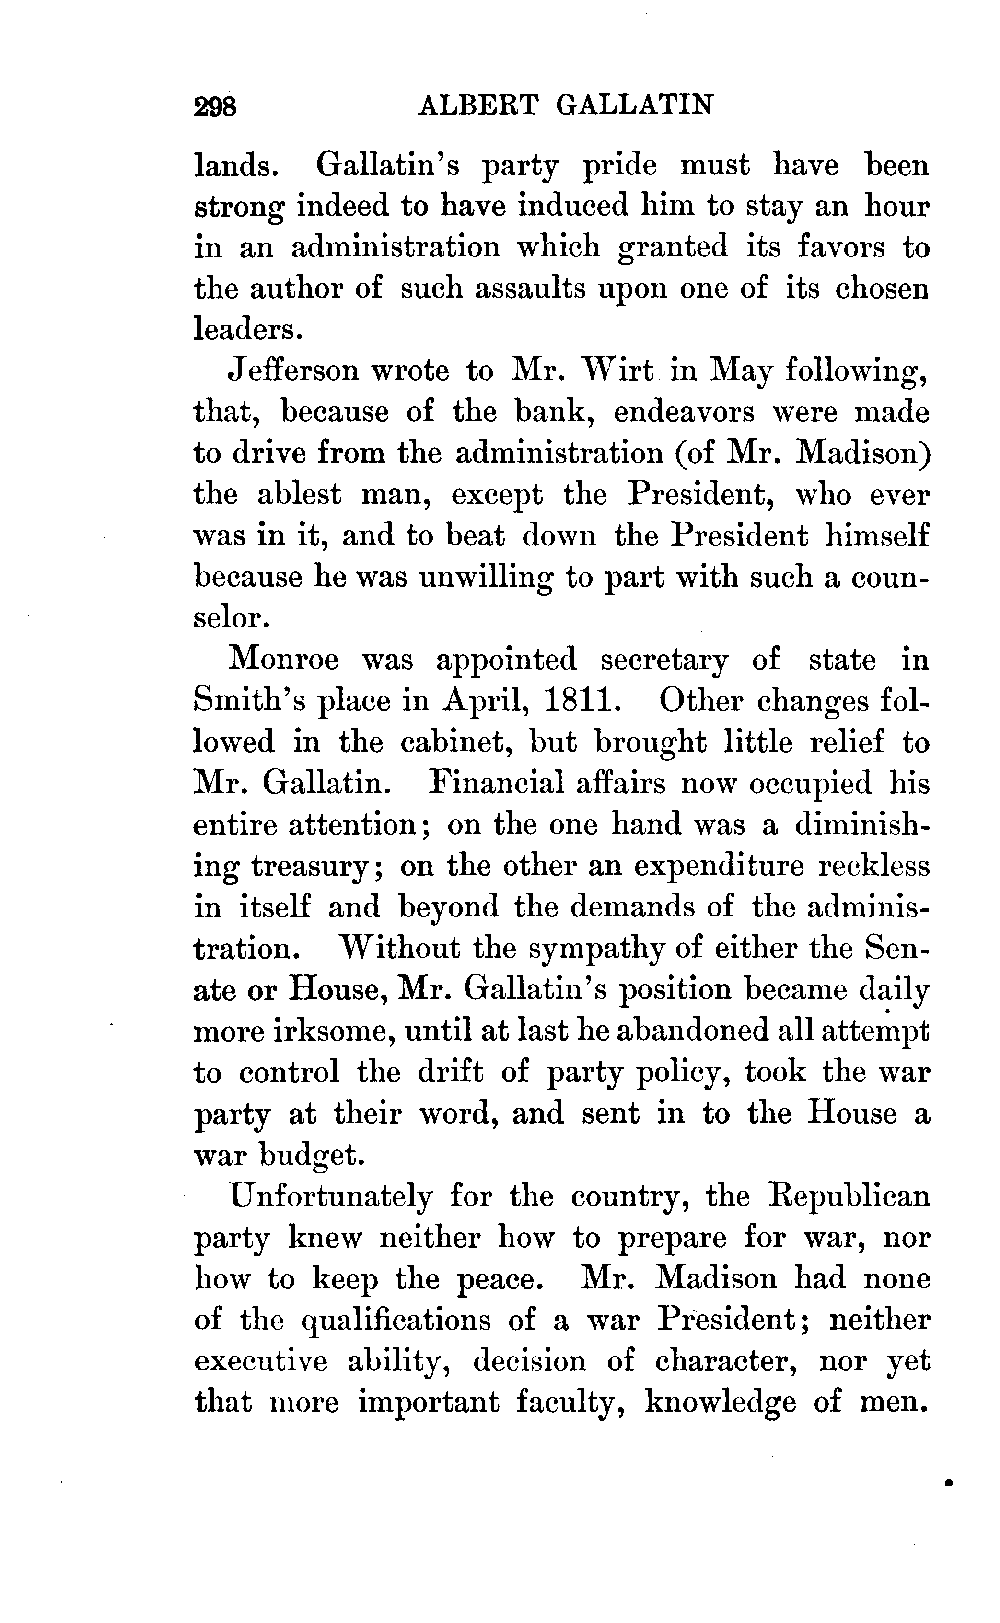 298 ALBERT GALLATIN
lands. Gallatin's party pride must have been
strong indeed to have induced him to stay an hour
in an administration which granted its favors to
the author of such assaults upon one of its chosen
leaders.
Jefferson wrote to Mr. Wirt in May following,
that, because of the bank, endeavors were made
to drive from the administration (of Mr. Madison)
the ablest man, except the President, who ever
was in it, and to beat down the President himself
because he was unwilling to part with such a coun-
selor.
Monroe was appointed secretary of state in
Smith's place in April, 1811. Other changes fol-
lowed in the cabinet, but brought little relief to
Mr. Gallatin. Financial affairs now occupied his
entire attention; on the one hand was a diminish-
ing treasury; on the other an expenditure reckless
in itself and beyond the demands of the adminis-
tration. Without the sympathy of either the Sen-
ate or House, Mr. Gallatin's position became daily
more irksome, until at last he abandoned all attempt
to control the drift of party policy, took the war
party at their word, and sent in to the House a
war budget.
Unfortunately for the country, the Republican
party knew neither how to prepare for war, nor
how to keep the peace. Mr. Madison had none
of the qualifications of a war President; neither
executive ability, decision of character, nor yet
that more important faculty, knowledge of men.